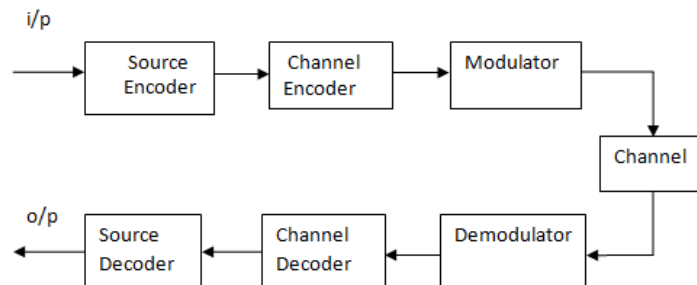 i/p
Source
Encoder
Channel
Encoder
Modulator
Channel
o/p
Source
Decoder
Channel
Decoder
Demodulator